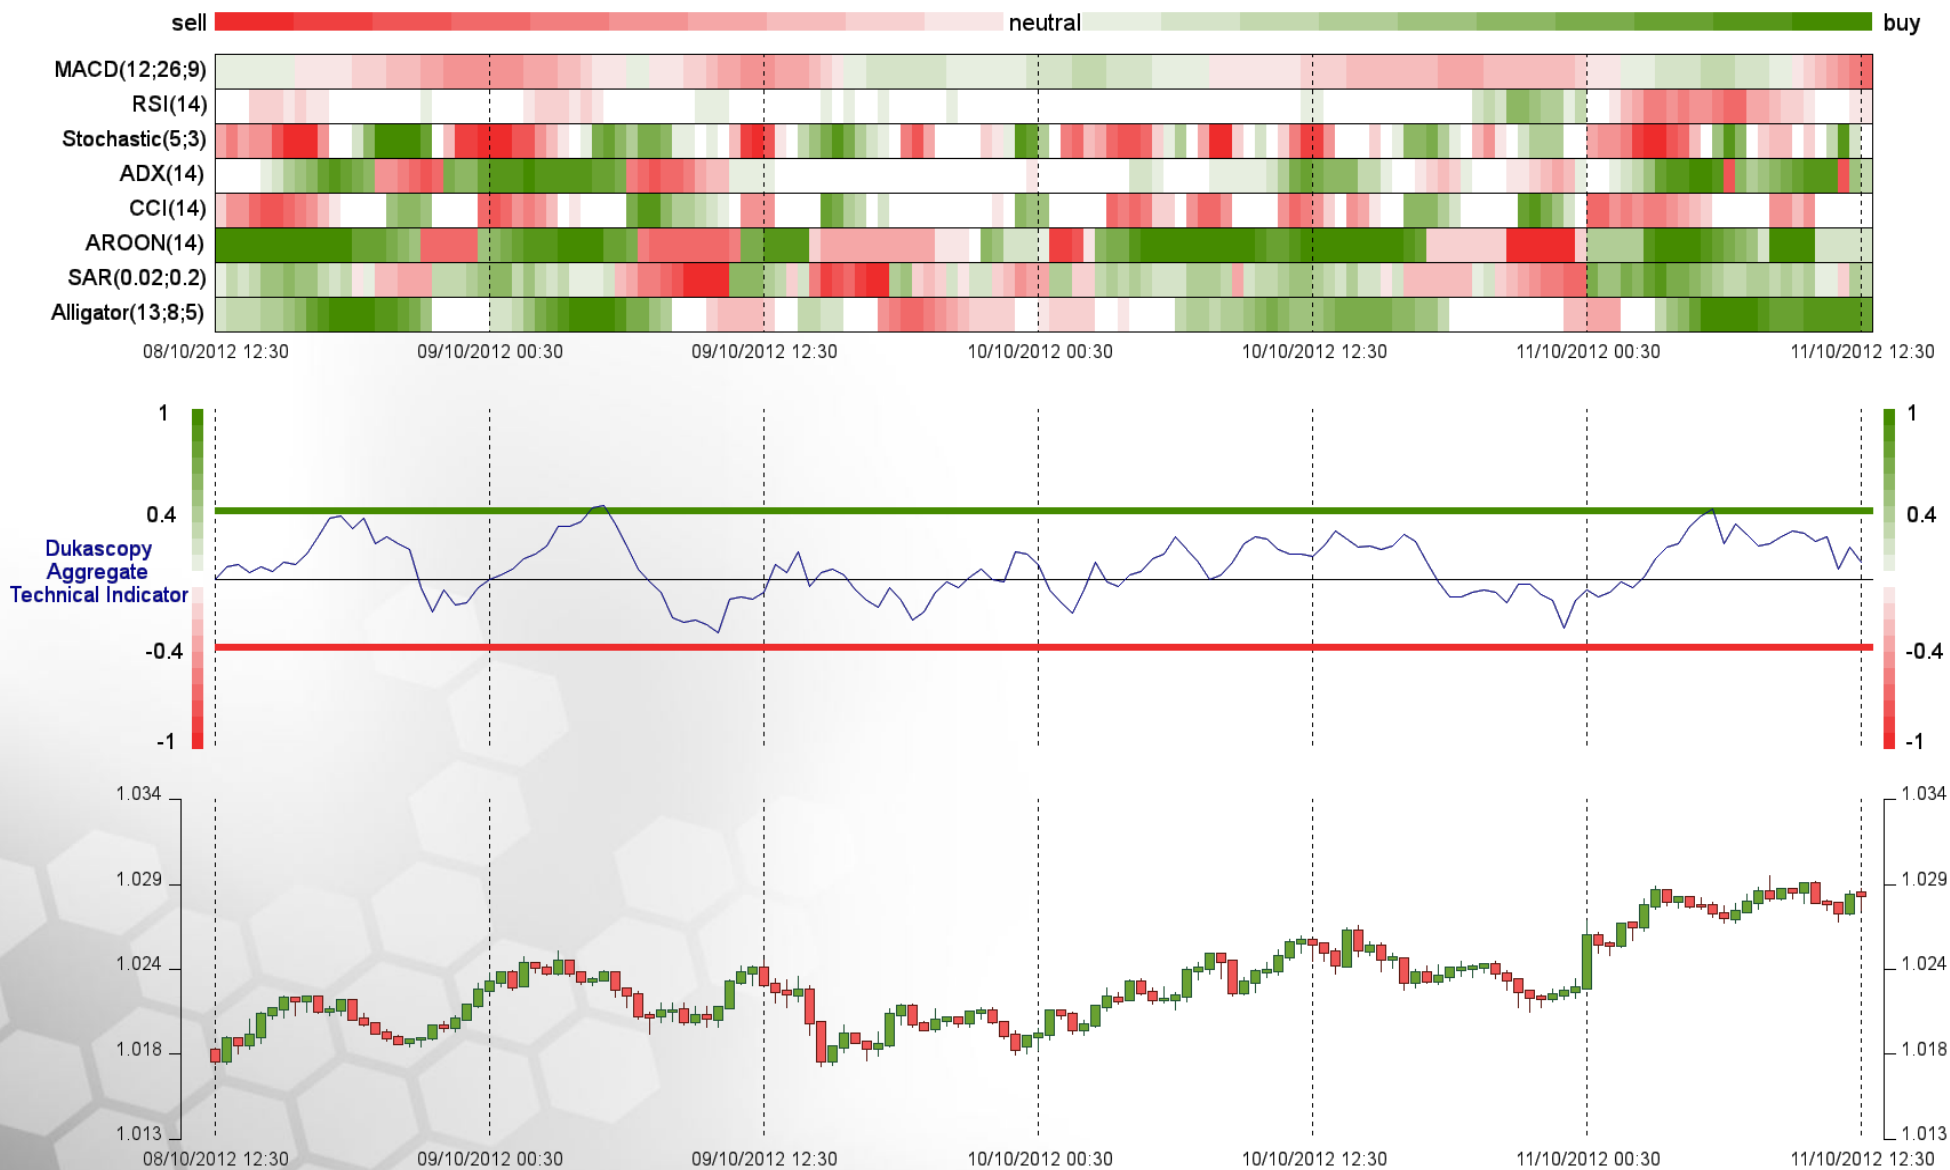 sell neutral buy
MACD(12;26;9)
RSI(14)
Stochastic(5;3)
ADX(14)
CCI(14)
AROON(14)
SAR(0.02;0.2)
Alligator(13;8;5)
08/10/2012 12:30 09/10/2012 00:30 09/10/2012 12:30 10/10/2012 00:30 10/10/2012 12:30 11/10/2012 00:30 11/10/2012 12:30
1 1
0.4 0.4
Dukascopy
Aggregate
Technical Indicator
-0.4 -0.4
-1 -1
1.034 1.034
1.029 1.029
1.024 1.024
1.018 1.018
1.013 1.013
08/10/2012 12:30 09/10/2012 00:30 09/10/2012 12:30 10/10/2012 00:30 10/10/2012 12:30 11/10/2012 00:30 11/10/2012 12:30